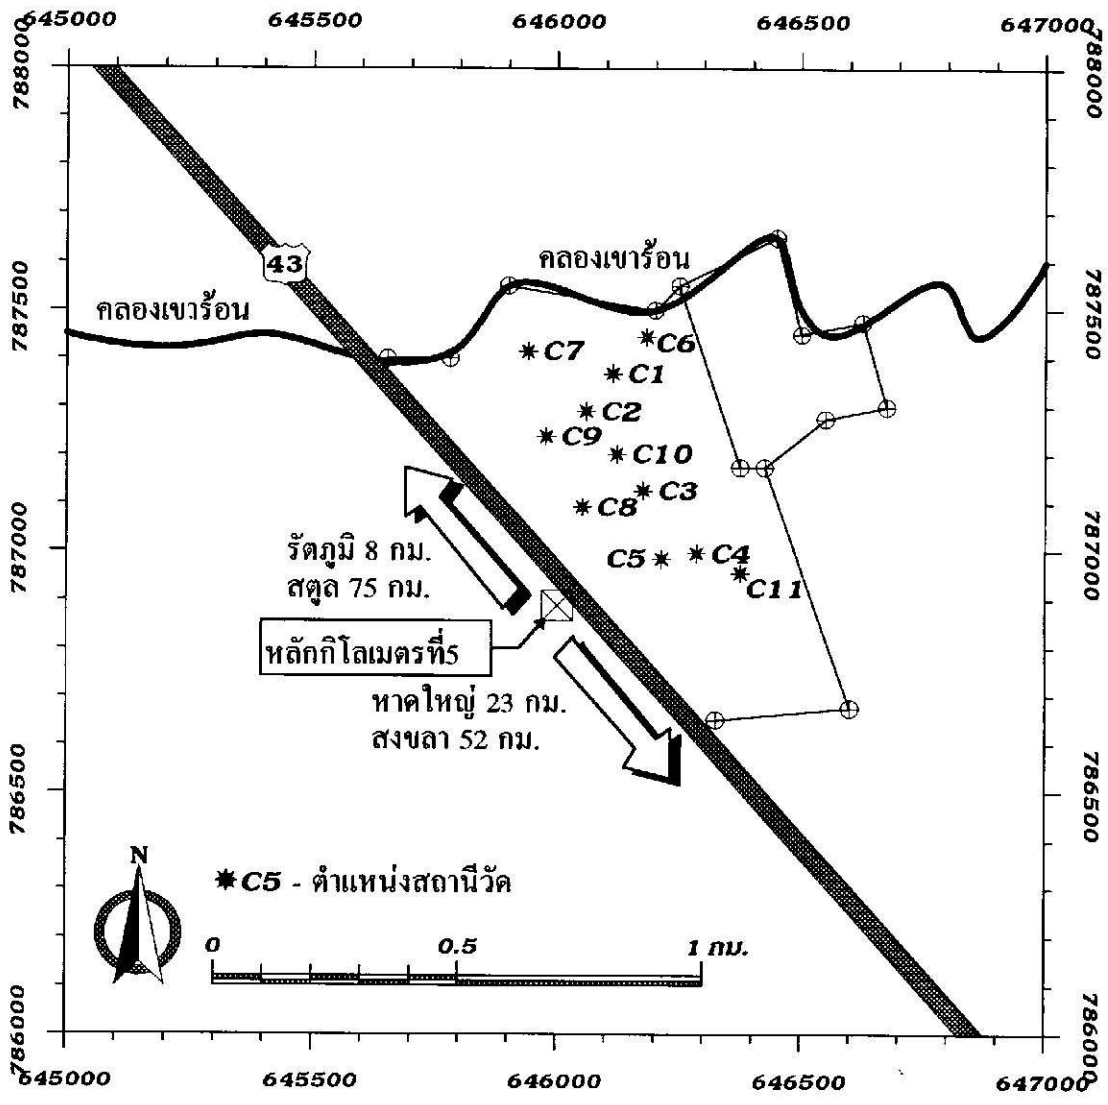 645000 645500 646000 646500 647000
788000
788000
43
คลองเขาร้อน
คลองเขาร้อน
787500
787500
C6
C7
C1
C2
C9
C10
C3
C8
C4
C5
C11
787000
787000
รัตภูมิ 8 กม.
สตูล 75 กม.
หลักกิโลเมตรที่5
หาดใหญ่ 23 กม.
สงขลา 52 กม.
786500
786500
N
C5 - ตำแหน่งสถานีวัด
0 0.5 1 กม.
786000
786000
645000 645500 646000 646500 647000